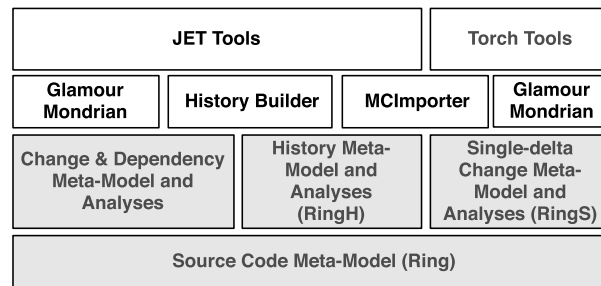 JET Tools
Torch Tools
Glamour
Mondrian
History Builder
MCImporter
Glamour
Mondrian
Change & Dependency
Meta-Model and
Analyses
History Meta-
Model and
Analyses
(RingH)
Single-delta
Change Meta-
Model and
Analyses (RingS)
Source Code Meta-Model (Ring)